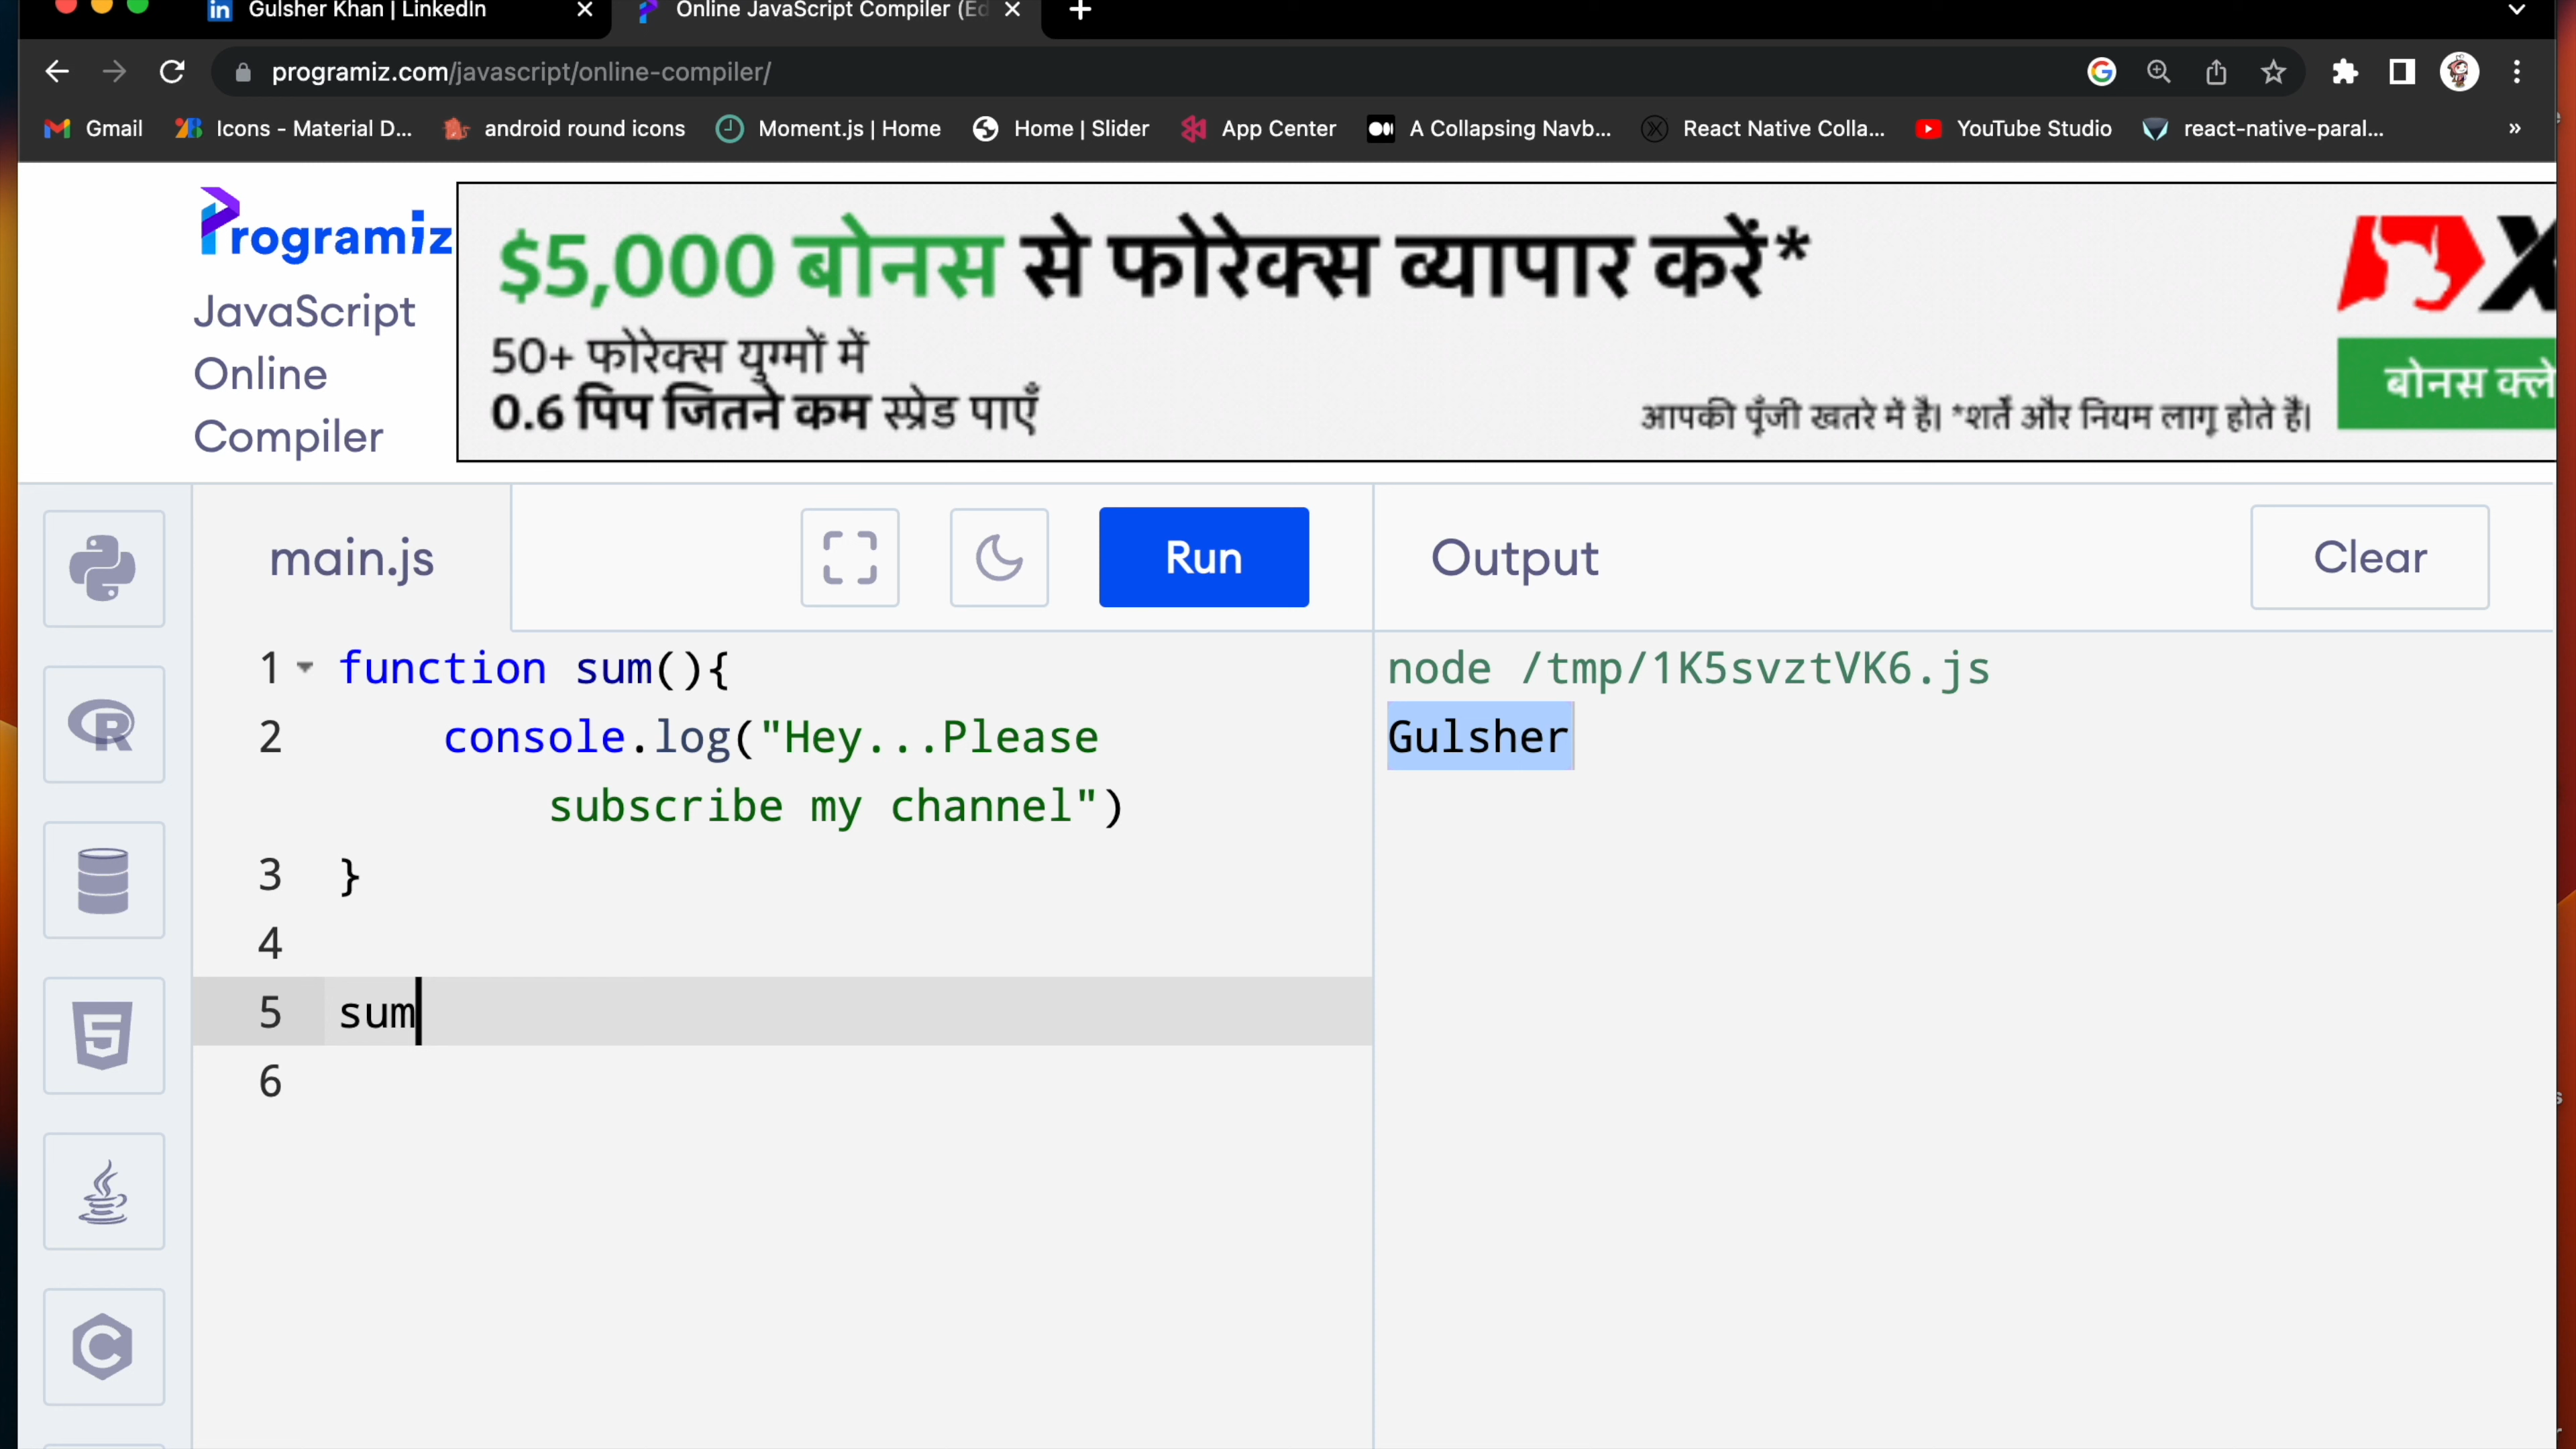 Gulsher Khan | LinkedIn
Online JavaScript Compiler (Ed
programiz.com/javascript/online-compiler/
Gmail
Icons - Material D...
android round icons
Moment.js | Home
Home | Slider
App Center
A Collapsing Navb...
React Native Colla...
YouTube Studio
react-native-paral...
»
Programiz
JavaScript
Online
Compiler
$5,000 बोनस से फोरेक्स व्यापार करें*
50+ फोरेक्स युग्मों में
0.6 पिप जितने कम स्प्रेड पाएँ
आपकी पूँजी खतरे में है। *शर्ते और नियम लागू होते हैं।
X
बोनस क्ले
main.js
Run
Output
Clear
1 function sum(){
2 console.log("Hey...Please
subscribe my channel")
3 }
4
5 sum
6
node /tmp/1K5svztVK6.js
Gulsher